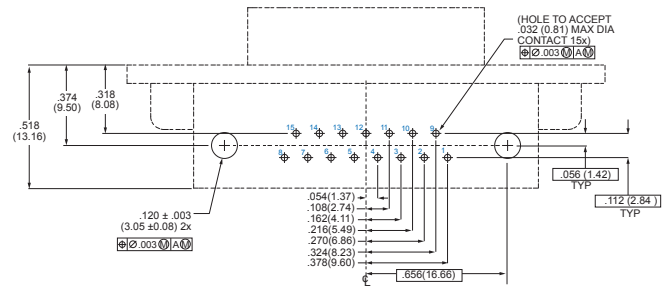 (HOLE TO ACCEPT
.032 (0.81) MAX DIA
CONTACT 15x)
⌖ Ø .003 Ⓜ A Ⓜ
.518
(13.16)
.374
(9.50)
.318
(8.08)
15 14 13 12 11 10 9
8 7 6 5 4 3 2 1
.056 (1.42)
TYP
.112 (2.84 )
TYP
.120 ± .003
(3.05 ±0.08) 2x
⌖ Ø .003 Ⓜ A Ⓜ
.054(1.37)
.108(2.74)
.162(4.11)
.216(5.49)
.270(6.86)
.324(8.23)
.378(9.60)
.656(16.66)
℄